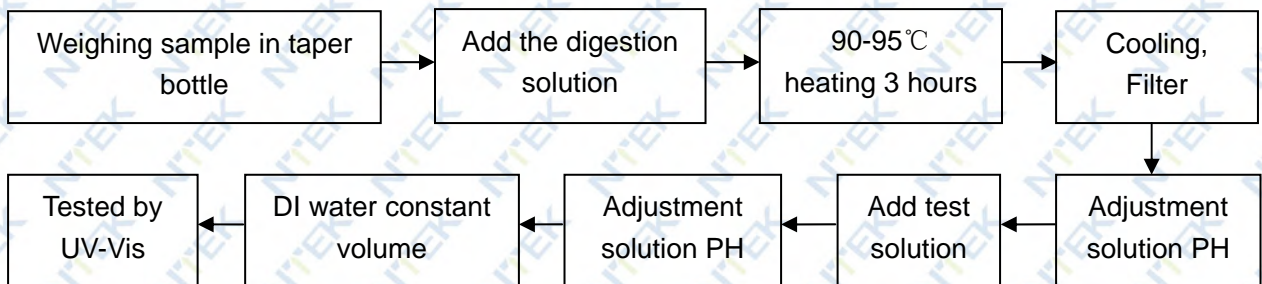 Weighing sample in taper
bottle
Add the digestion
solution
90-95℃
heating 3 hours
Cooling,
Filter
Adjustment
solution PH
Add test
solution
Adjustment
solution PH
DI water constant
volume
Tested by
UV-Vis
NTEK